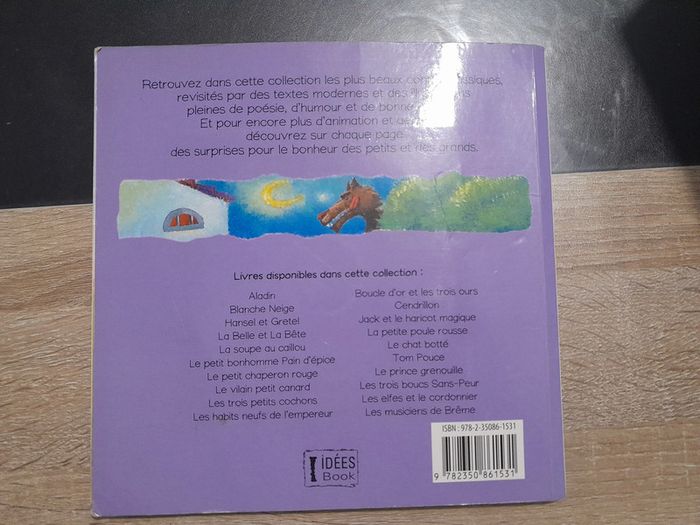 Retrouvez dans cette collection les plus beaux classiques,
revisités par des textes modernes et des
pleines de poésie, d'humour et de bonne
Et pour encore plus d'animation et
découvrez sur chaque page
des surprises pour le bonheur des petits et des grands.
Livres disponibles dans cette collection :
Aladin
Blanche Neige
Hansel et Gretel
La Belle et La Bête
La soupe au caillou
Le petit bonhomme Pain d'épice
Le petit chaperon rouge
Le vilain petit canard
Les trois petits cochons
Les habits neufs de l'empereur
Boucle d'or et les trois ours
Cendrillon
Jack et le haricot magique
La petite poule rousse
Le chat botté
Tom Pouce
Le prince grenouille
Les trois boucs Sans-Peur
Les elfes et le cordonnier
Les musiciens de Brême
ISBN : 978-2-35086-1531
9 782350 861531
IDÉES
Book